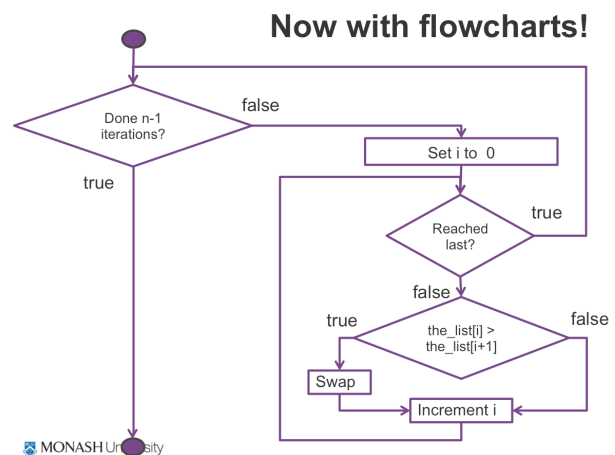 Now with flowcharts!
Done n-1
iterations?
false
Set i to 0
true
Reached
last?
true
false
true
the_list[i] >
the_list[i+1]
false
Swap
Increment i
MONASH